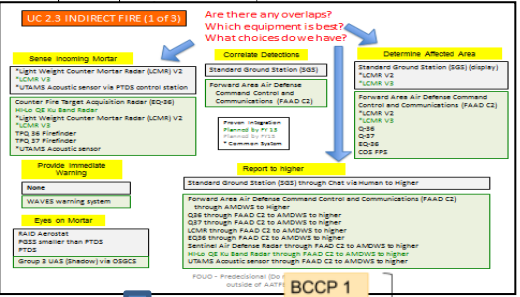 UC 2.3 INDIRECT FIRE (1 of 3)
Are there any overlaps?
Which equipment is best?
What choices do we have?
Sense Incoming Mortar
*Light Weight Counter Mortar Radar (LCMR) V2
*LCMR V3
*UTAMS Acoustic sensor via PTDS control station
Counter Fire Target Acquisition Radar (EQ-36)
Hi-Lo QE Ku Band Radar
*Light Weight Counter Mortar Radar (LCMR) V2
*LCMR V3
TPQ 36 Firefinder
TPQ 37 Firefinder
*UTAMS Acoustic sensor
Correlate Detections
Standard Ground Station (SGS)
Forward Area Air Defense
Command Control and
Communications (FAAD C2)
Proven Integration
Planned by FY 13
Planned by FY15
* Common System
Determine Affected Area
Standard Ground Station (SGS) (display)
*LCMR V2
*LCMR V3
Forward Area Air Defense Command
Control and Communications (FAAD C2)
*LCMR V2
*LCMR V3
Q-36
Q-37
EQ-36
COS FPS
Provide Immediate
Warning
None
WAVES warning system
Eyes on Mortar
RAID Aerostat
PGSS smaller than PTDS
PTDS
Group 3 UAS (Shadow) via OSGCS
Report to higher
Standard Ground Station (SGS) through Chat via Human to Higher
Forward Area Air Defense Command Control and Communications (FAAD C2)
through AMDWS to Higher
Q36 through FAAD C2 to AMDWS to higher
Q37 through FAAD C2 to AMDWS to higher
LCMR through FAAD C2 to AMDWS to higher
EQ36 through FAAD C2 to AMDWS to higher
Sentinel Air Defense Radar through FAAD C2 to AMDWS to higher
Hi-Lo QE Ku Band Radar through FAAD C2 to AMDWS to higher
UTAMS Acoustic sensor through FAAD C2 to AMDWS to higher
FOUO - Predecisional (Do
outside of AATF
BCCP 1